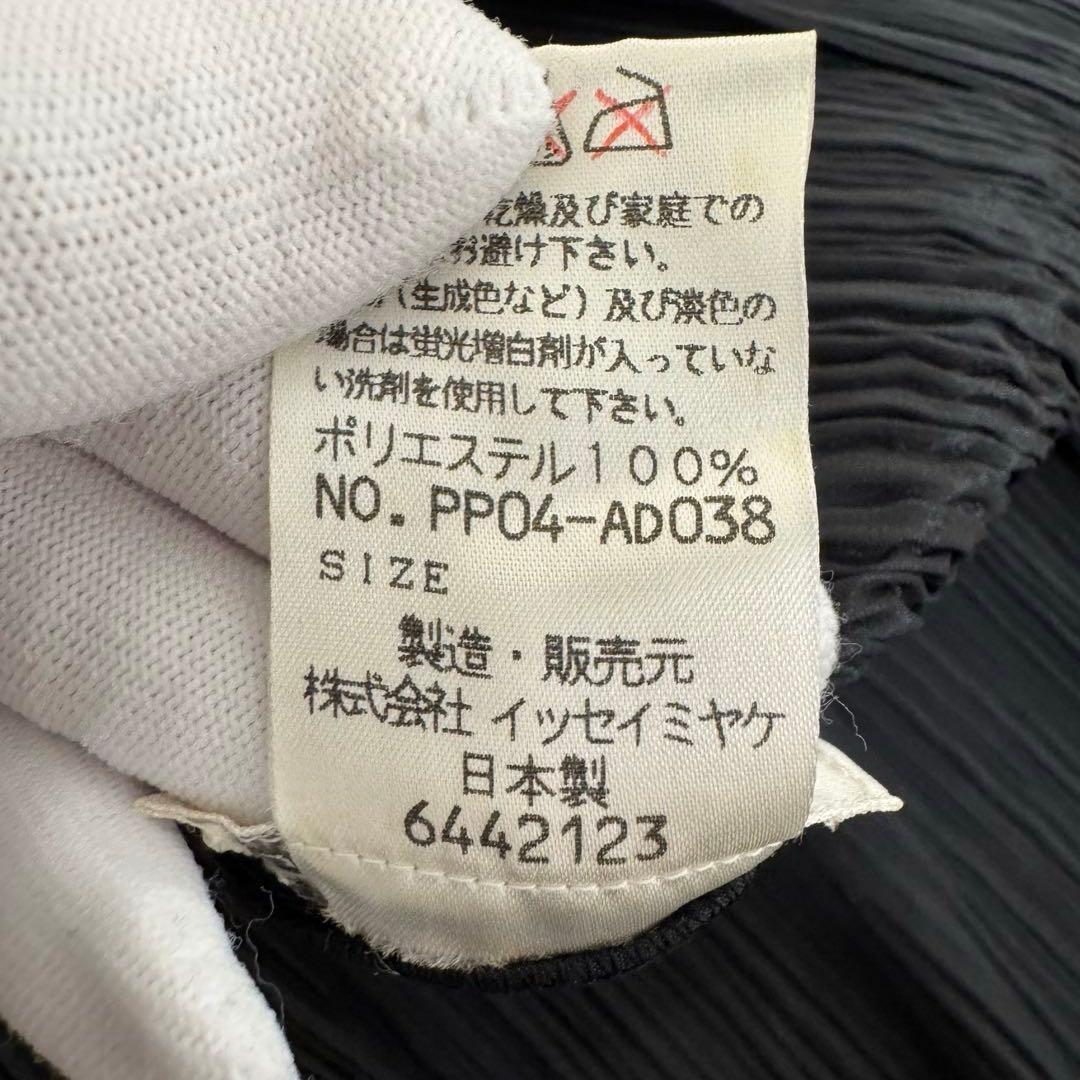 乾燥及び家庭での
お避け下さい。
(生成色など)及び淡色の
場合は蛍光増白剤が入っていな
い洗剤を使用して下さい。
ポリエステル100%
NO. PP04-AD038
SIZE
製造・販売元
株式会社 イッセイミヤケ
日本製
6442123